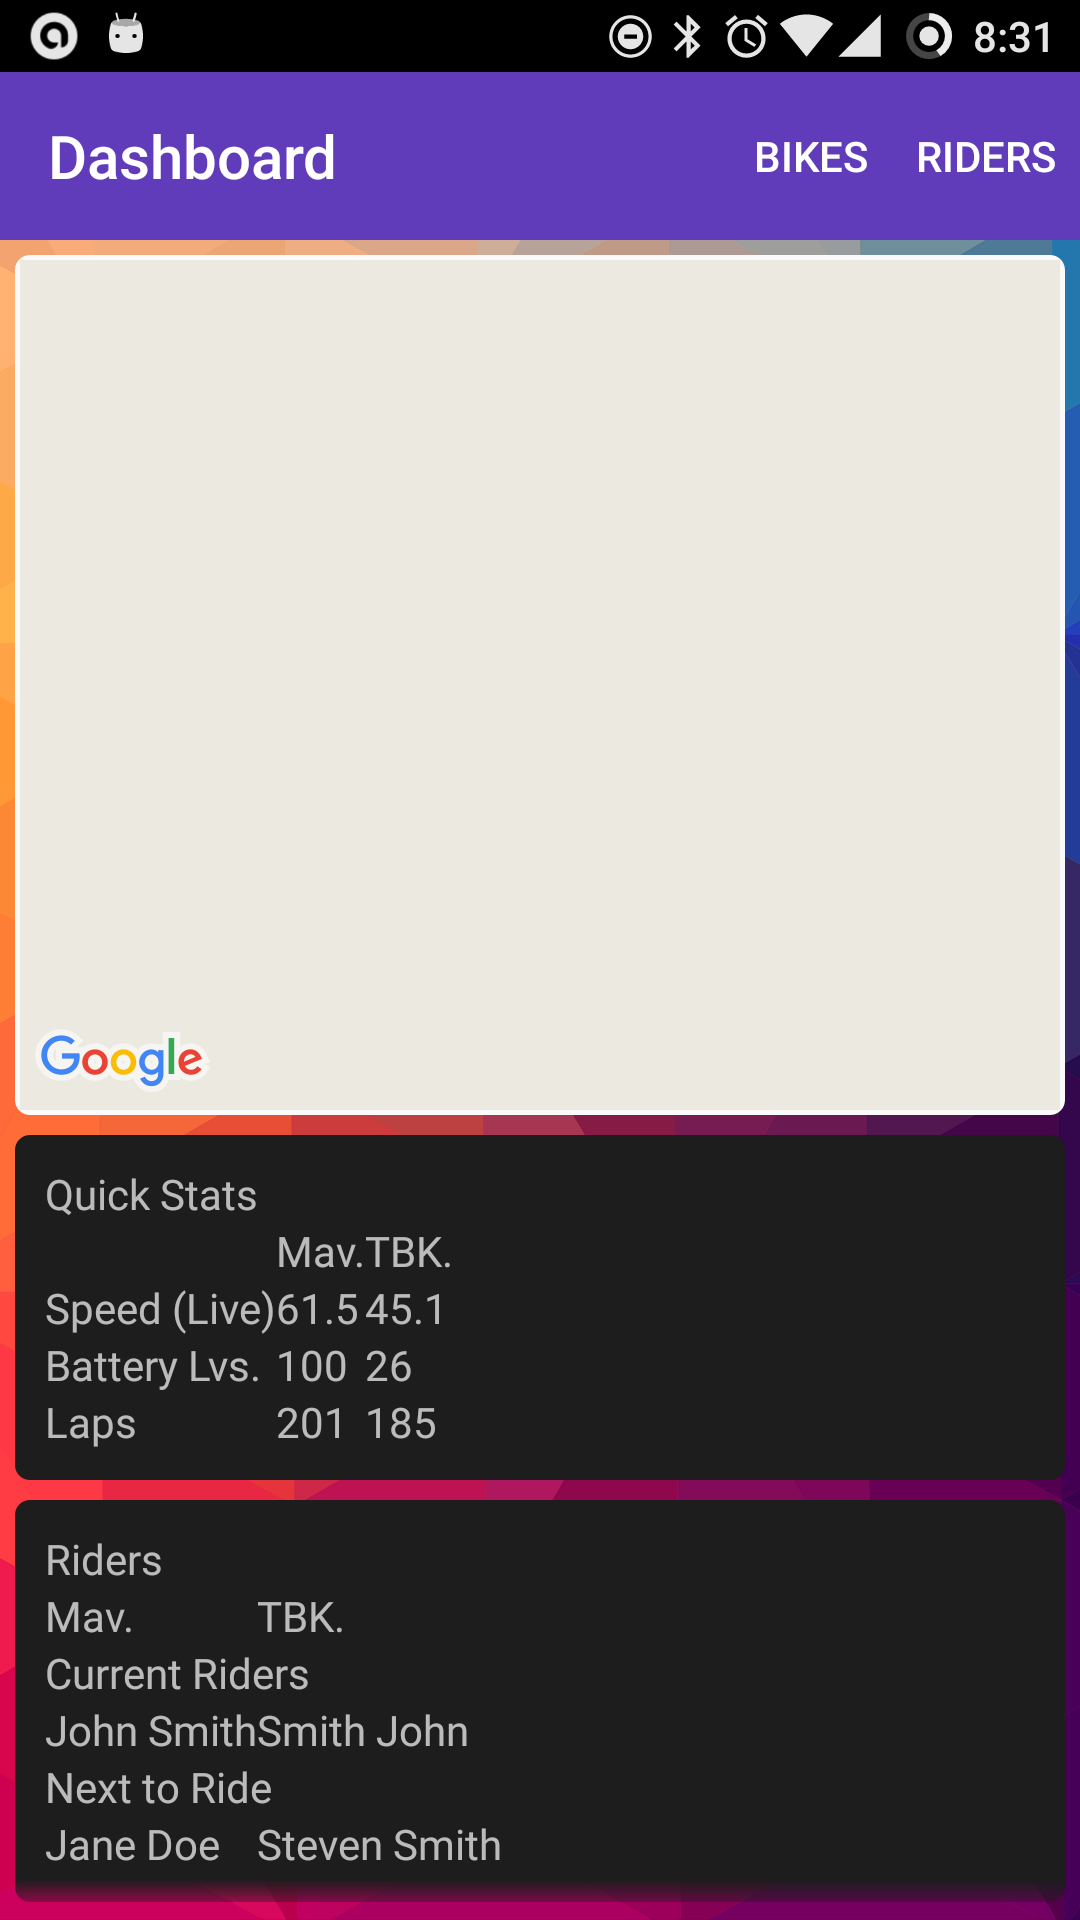 8:31
Dashboard BIKES RIDERS
Google
Quick Stats
Mav. TBK.
Speed (Live) 61.5 45.1
Battery Lvs. 100 26
Laps 201 185
Riders
Mav. TBK.
Current Riders
John Smith Smith John
Next to Ride
Jane Doe Steven Smith